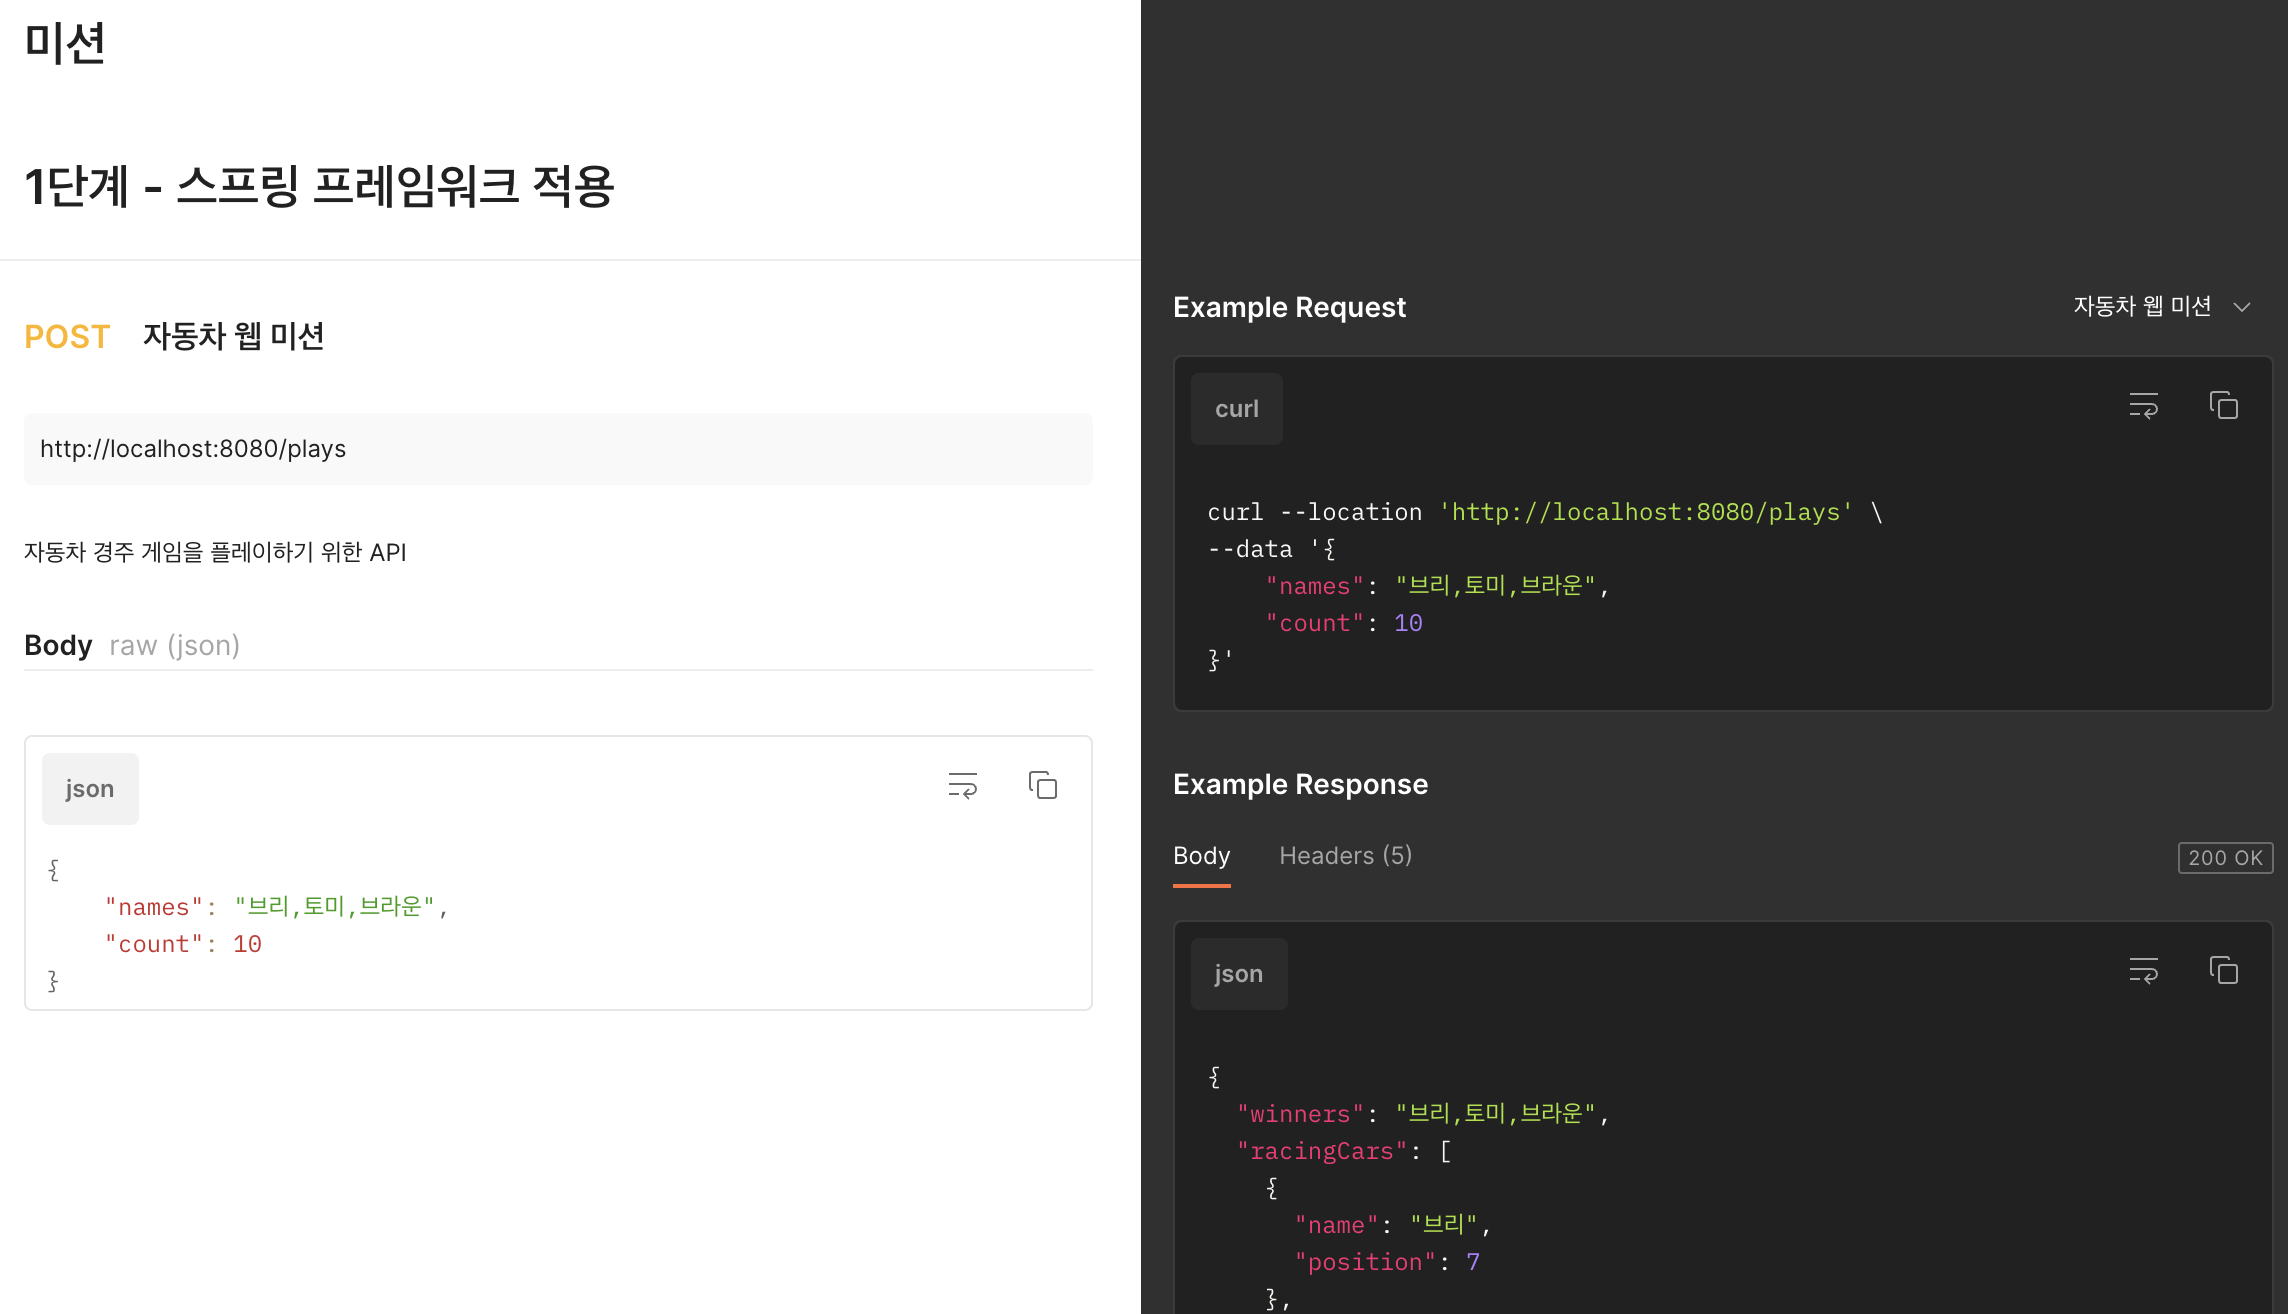 미션
1단계 - 스프링 프레임워크 적용
POST 자동차 웹 미션
http://localhost:8080/plays
자동차 경주 게임을 플레이하기 위한 API
Body raw (json)
json
{
    "names": "브리,토미,브라운",
    "count": 10
}
Example Request
자동차 웹 미션
curl
curl --location 'http://localhost:8080/plays' \
--data '{
    "names": "브리,토미,브라운",
    "count": 10
}'
Example Response
Body Headers (5)
200 OK
json
{
  "winners": "브리,토미,브라운",
  "racingCars": [
    {
      "name": "브리",
      "position": 7
    },